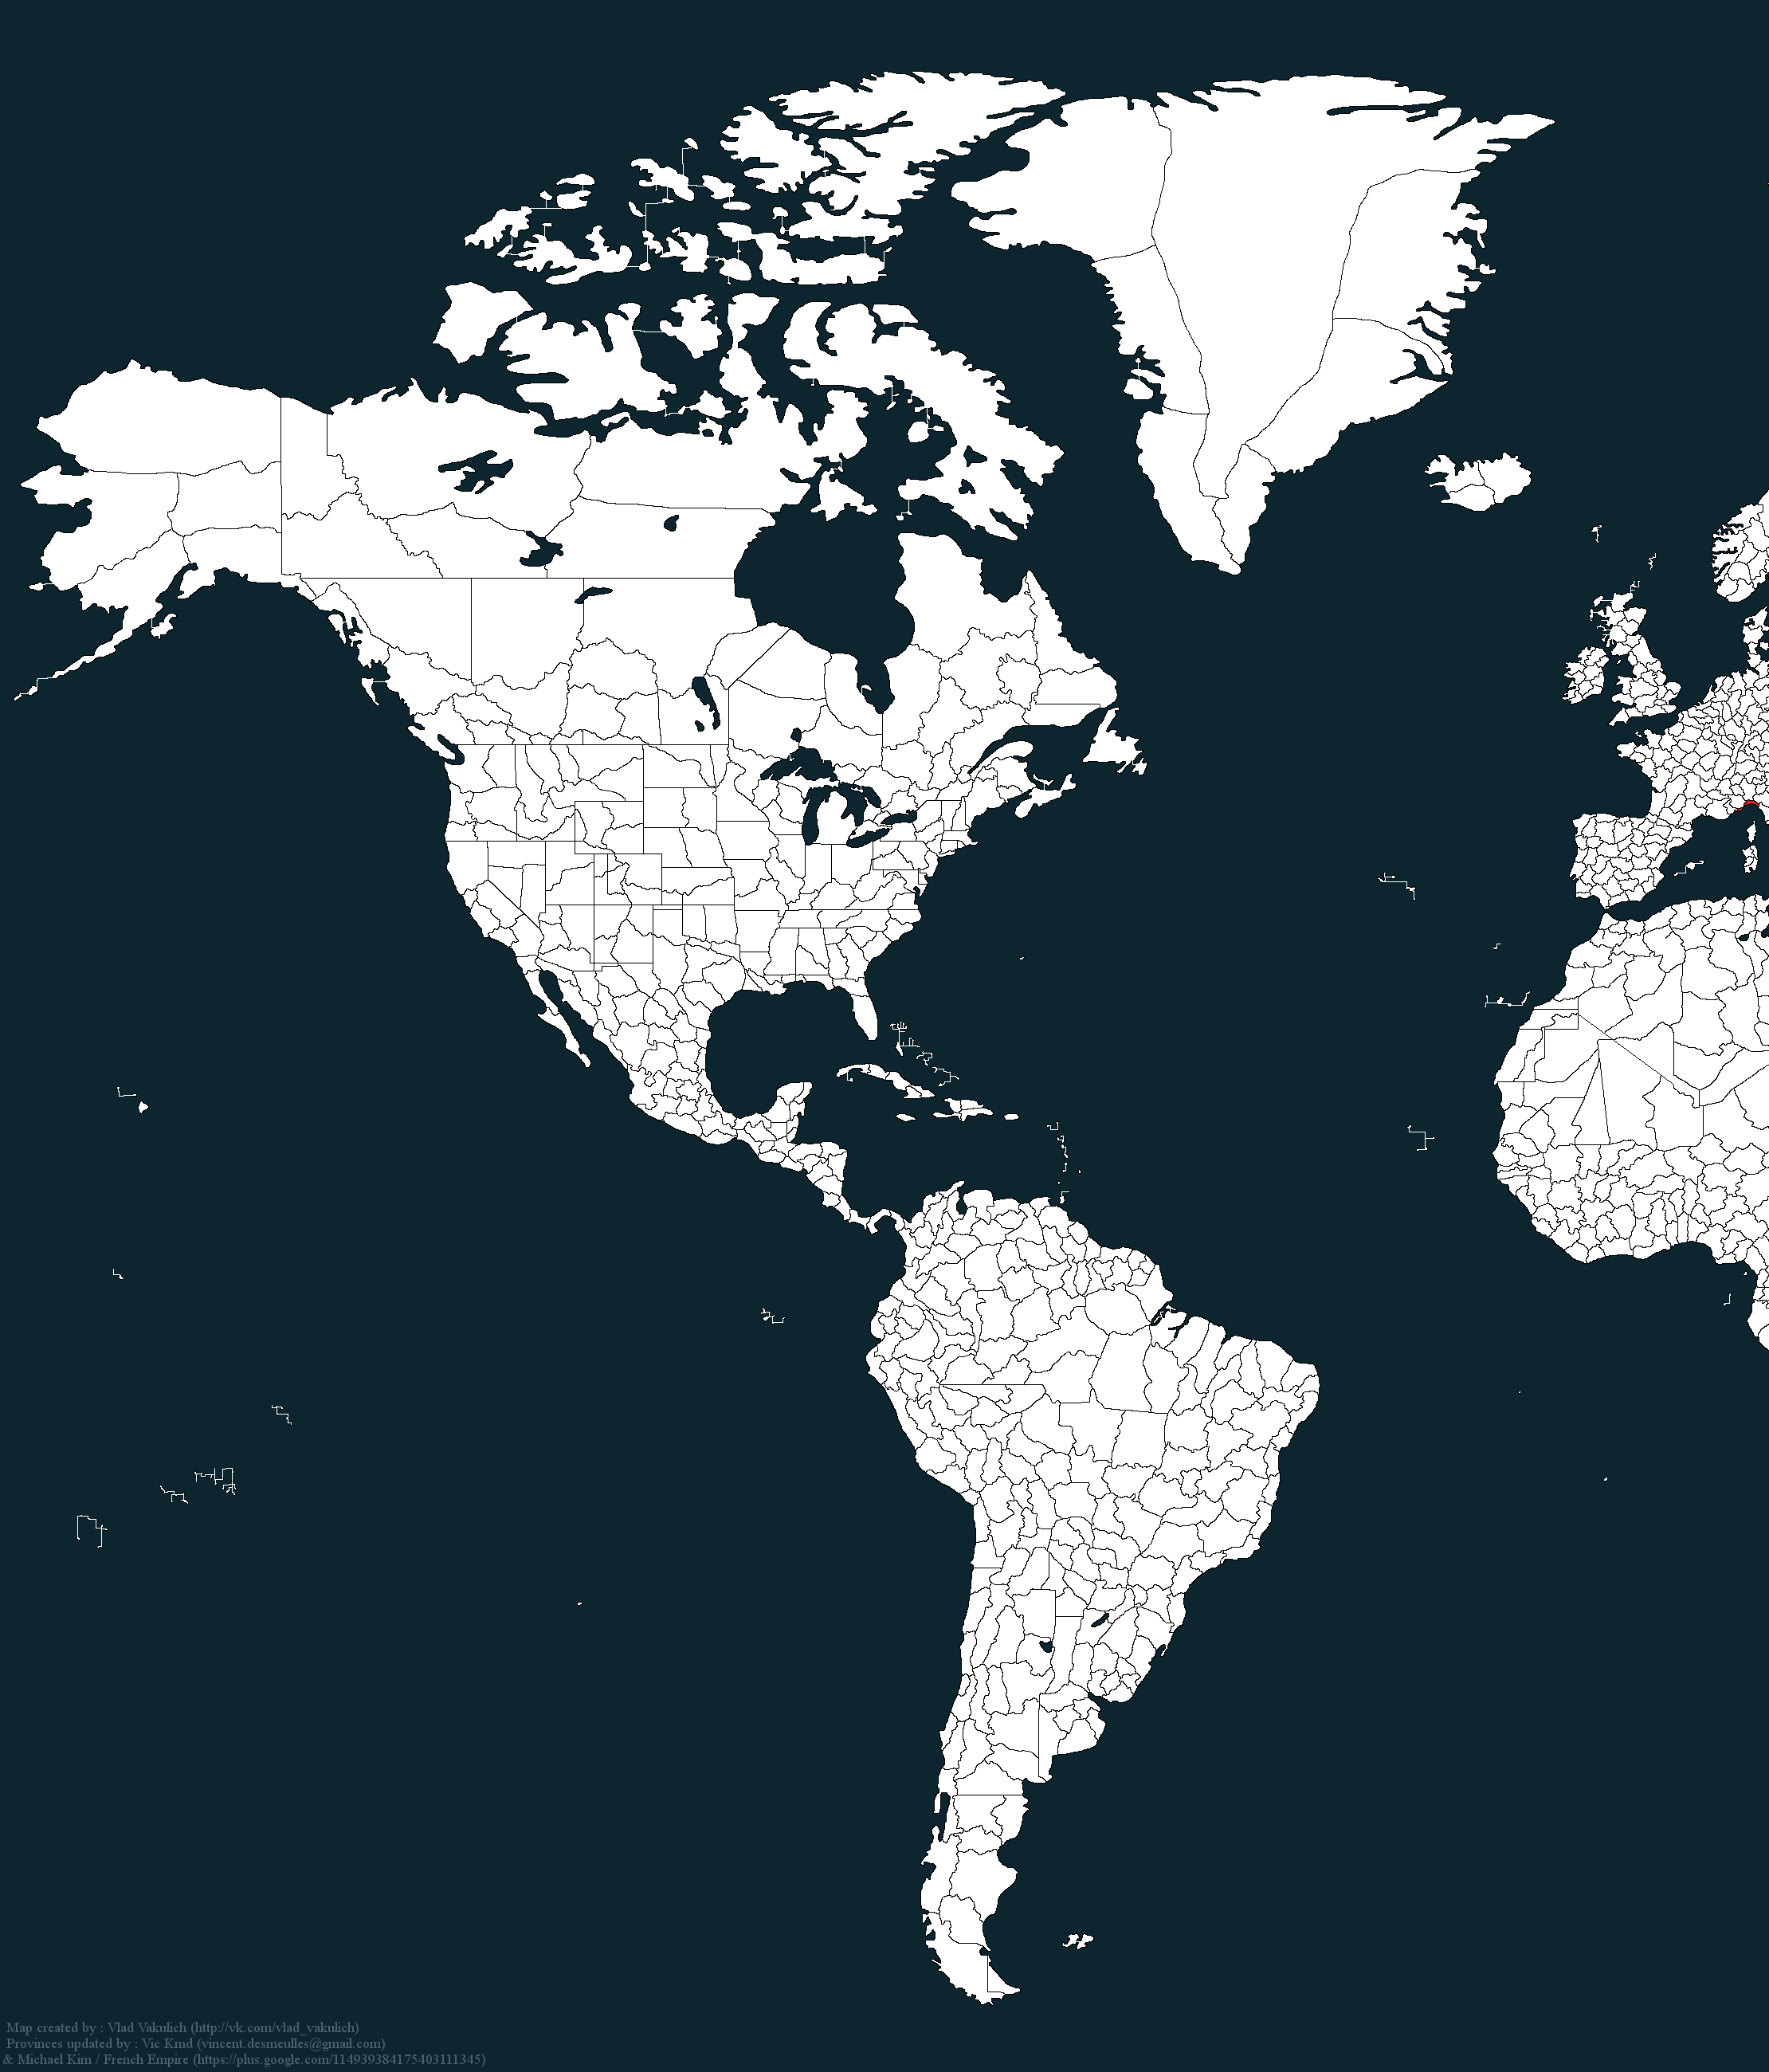 Map created by : Vlad Vakulich (http://vk.com/vlad_vakulich)
Provinces updated by : Vic Kmd (vincent.desmeulles@gmail.com)
& Michael Kim / French Empire (https://plus.google.com/114939384175403111345)